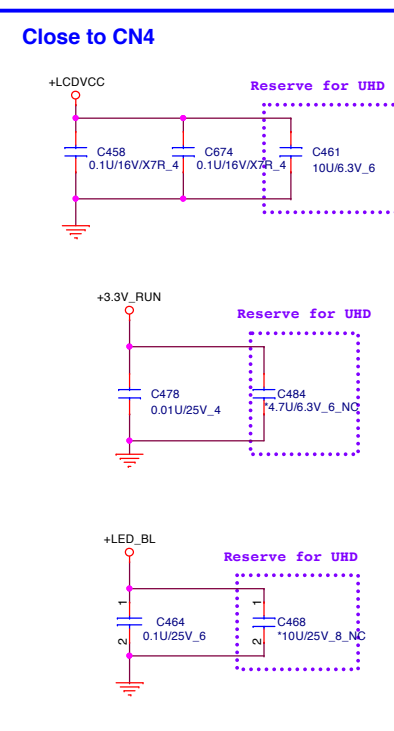 Close to CN4
+LCDVCC
Reserve for UHD
C458
0.1U/16V/X7R_4
C674
0.1U/16V/X7R_4
C461
10U/6.3V_6
+3.3V_RUN
Reserve for UHD
C478
0.01U/25V_4
C484
*4.7U/6.3V_6_NC
+LED_BL
Reserve for UHD
1
2
C464
0.1U/25V_6
1
2
C468
*10U/25V_8_NC